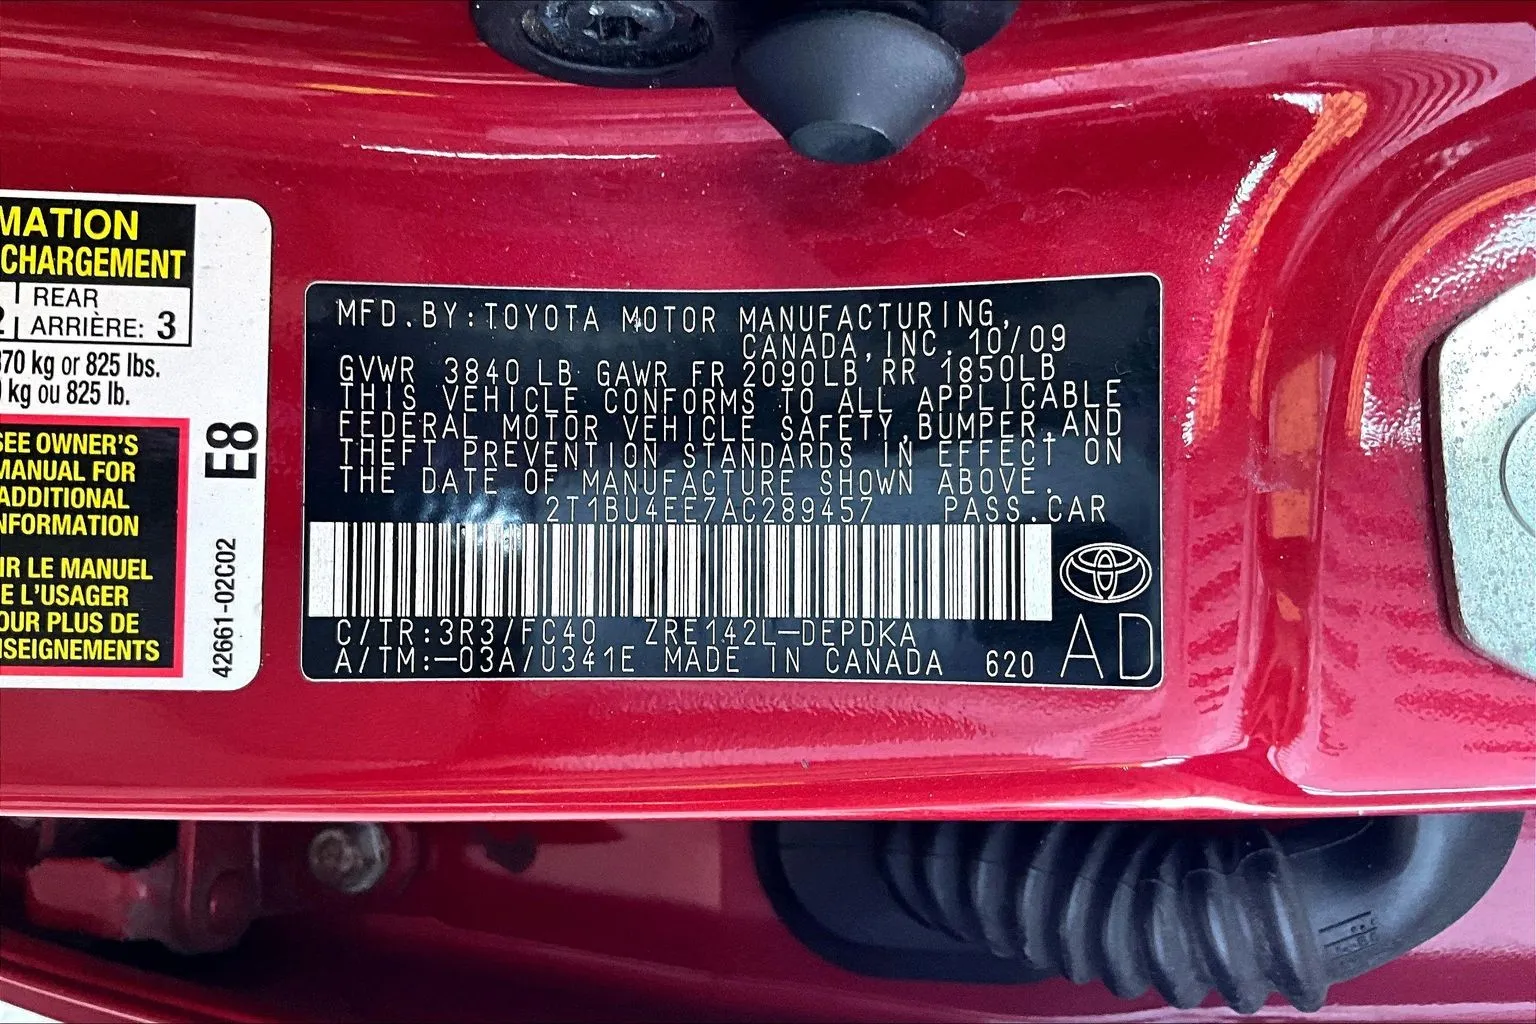 MATION
CHARGEMENT
REAR
ARRIÈRE: 3
370 kg or 825 lbs.
kg ou 825 lb.
SEE OWNER'S
MANUAL FOR
ADDITIONAL
NFORMATION
IR LE MANUEL
E L'USAGER
OUR PLUS DE
NSEIGNEMENTS
E8
42661-02C02
MFD.BY:TOYOTA MOTOR MANUFACTURING,
CANADA,INC.10/09
GVWR 3840 LB GAWR FR 2090LB RR 1850LB
THIS VEHICLE CONFORMS TO ALL APPLICABLE
FEDERAL MOTOR VEHICLE SAFETY,BUMPER,AND
THEFT PREVENTION STANDARDS IN EFFECT ON
THE DATE OF MANUFACTURE SHOWN ABOVE.
2T1BU4EE7AC289457 PASS.CAR
C/TR:3R3/FC40 ZRE142L-DEPDKA
A/TM:-03A/U341E MADE IN CANADA 620 AD